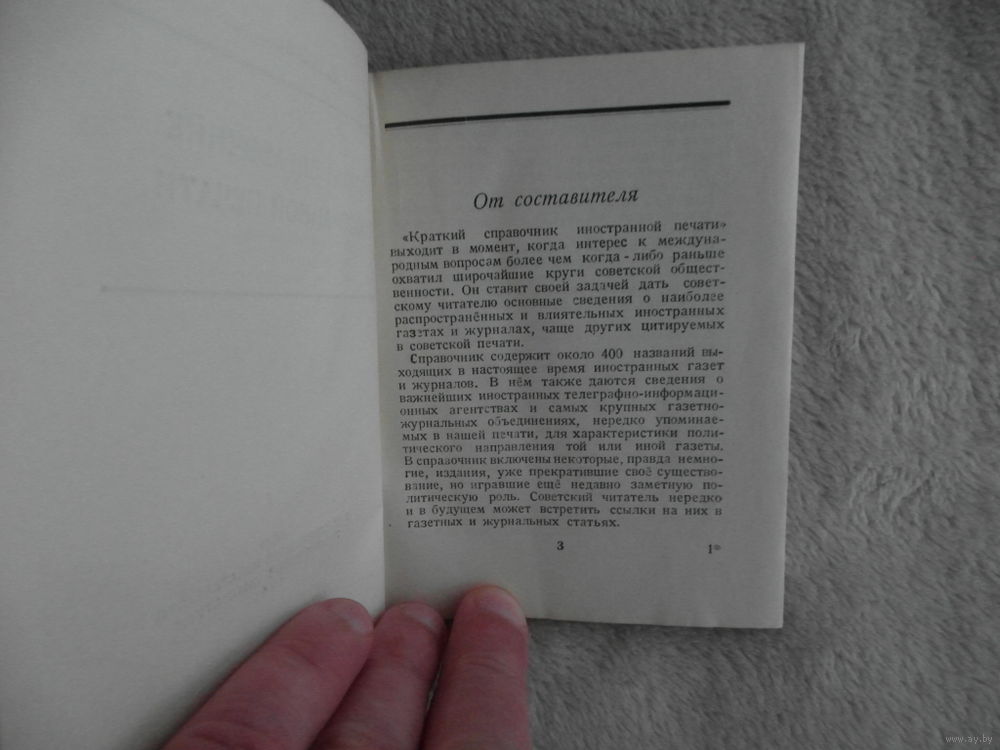 От составителя
«Краткий справочник иностранной печати»
выходит в момент, когда интерес к междуна-
родным вопросам более чем когда-либо раньше
охватил широчайшие круги советской общест-
венности. Он ставит своей задачей дать совет-
скому читателю основные сведения о наиболее
распространённых и влиятельных иностранных
газетах и журналах, чаще других цитируемых
в советской печати.
Справочник содержит около 400 названий вы-
ходящих в настоящее время иностранных газет
и журналов. В нём также даются сведения о
важнейших иностранных телеграфно-информаци-
онных агентствах и самых крупных газетно-
журнальных объединениях, нередко упоминае-
мых в нашей печати, для характеристики поли-
тического направления той или иной газеты.
В справочник включены некоторые, правда немно-
гие, издания, уже прекратившие своё существо-
вание, но игравшие ещё недавно заметную по-
литическую роль. Советский читатель нередко
и в будущем может встретить ссылки на них в
газетных и журнальных статьях.
3
1*
www.ay.by